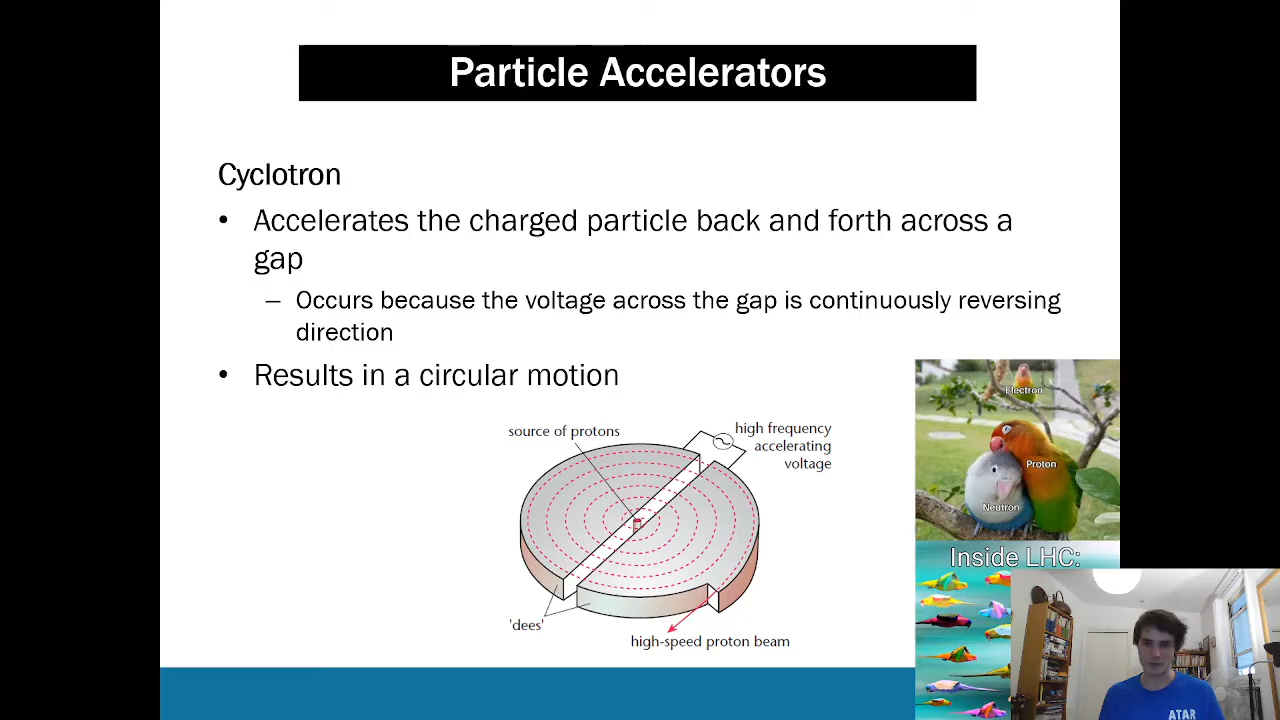 Particle Accelerators
Cyclotron
• Accelerates the charged particle back and forth across a
gap
– Occurs because the voltage across the gap is continuously reversing
direction
• Results in a circular motion
source of protons
high frequency
accelerating
voltage
'dees'
high-speed proton beam
Electron
Proton
Neutron
Inside LHC:
ATAR